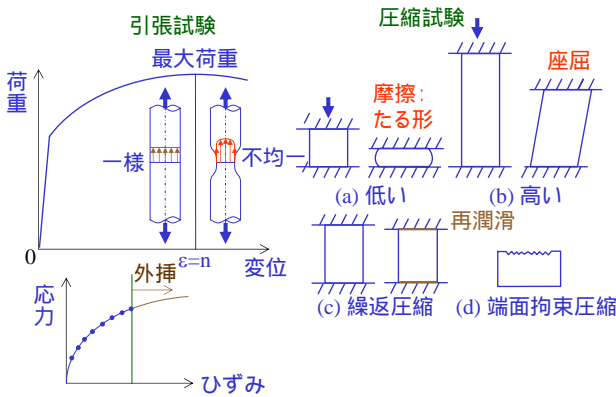 引張試験
最大荷重
荷重
一様
不均一
0
ε=n
変位
外挿
応力
ひずみ
圧縮試験
摩擦:
たる形
座屈
(a) 低い
(b) 高い
再潤滑
(c) 繰返圧縮
(d) 端面拘束圧縮